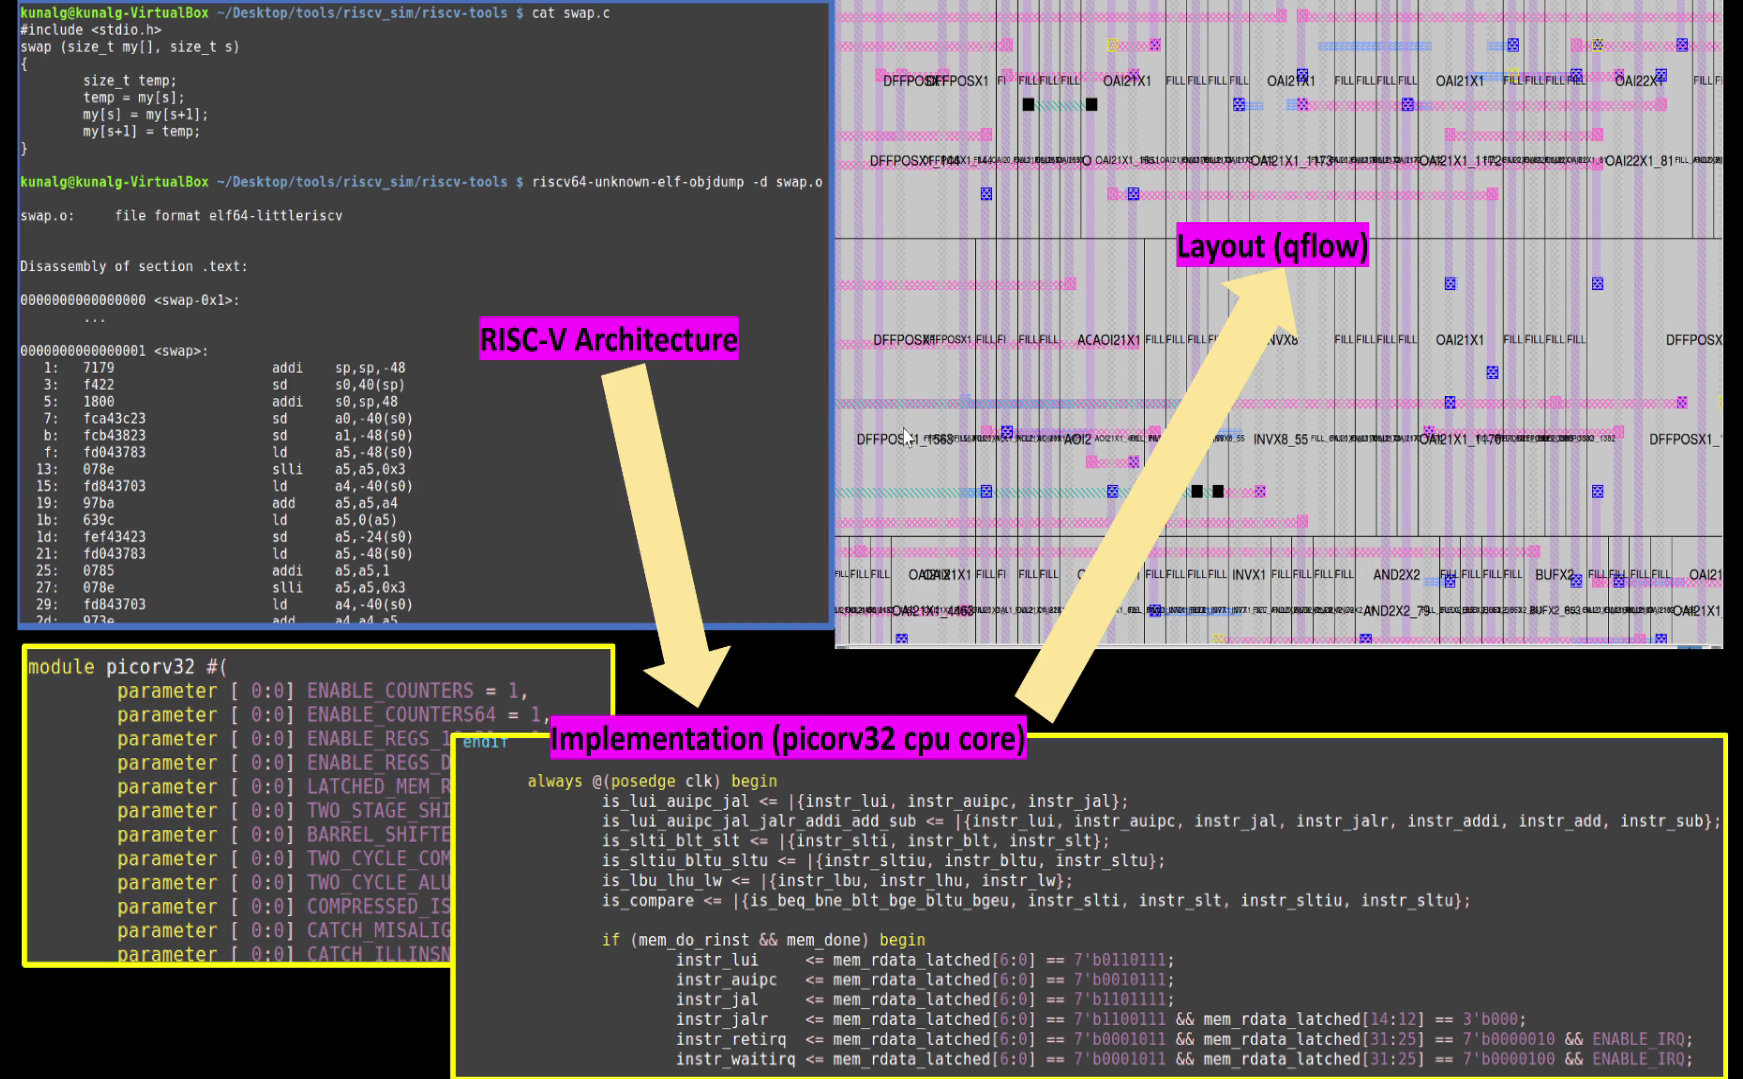 kunalg@kunalg-VirtualBox ~/Desktop/tools/riscv_sim/riscv-tools $ cat swap.c
#include <stdio.h>
swap (size_t my[], size_t s)
{
size_t temp;
temp = my[s];
my[s] = my[s+1];
my[s+1] = temp;
}
kunalg@kunalg-VirtualBox ~/Desktop/tools/riscv_sim/riscv-tools $ riscv64-unknown-elf-objdump -d swap.o
swap.o:     file format elf64-littleriscv
Disassembly of section .text:
0000000000000000 <swap-0x1>:
...
0000000000000001 <swap>:
1: 7179 addi sp,sp,-48
3: f422 sd s0,40(sp)
5: 1800 addi s0,sp,48
7: fca43c23 sd a0,-40(s0)
b: fcb43823 sd a1,-48(s0)
f: fd043783 ld a5,-48(s0)
13: 078e slli a5,a5,0x3
15: fd843703 ld a4,-40(s0)
19: 97ba add a5,a5,a4
1b: 639c ld a5,0(a5)
1d: fef43423 sd a5,-24(s0)
21: fd043783 ld a5,-48(s0)
25: 0785 addi a5,a5,1
27: 078e slli a5,a5,0x3
29: fd843703 ld a4,-40(s0)
2d: 973e add a4,a4,a5
RISC-V Architecture
Layout (qflow)
DFFPOSX1 FI FILL FILL FILL OAI21X1 FILL FILL FILL FILL OAI21X1 FILL FILL FILL FILL OAI21X1 FILL FILL FILL FILL OAI22X1 FILL
OAI21X1_1173 OAI21X1_1172 OAI22X1_81
DFFPOSX1 FILL FI FILL FILL FILL FILL FILL FILL FILL FILL FILL FILL OAI21X1 FILL FILL FILL FILL DFFPOSX
DFFPOSX1_1568 AOI2 INVX8_55 OAI21X1_1170 DFFPOSX1_
FILL FILL FILL OAI21X1 FILL FILL FILL FILL FILL FILL FILL INVX1 FILL FILL FILL FILL AND2X2 FILL FILL FILL BUFX2 FILL FILL FILL OAI21
AND2X2_79 BUFX2 OAI21X1
module picorv32 #(
parameter [ 0:0] ENABLE_COUNTERS = 1,
parameter [ 0:0] ENABLE_COUNTERS64 = 1,
parameter [ 0:0] ENABLE_REGS_1
parameter [ 0:0] ENABLE_REGS_D
parameter [ 0:0] LATCHED_MEM_R
parameter [ 0:0] TWO_STAGE_SHI
parameter [ 0:0] BARREL_SHIFTE
parameter [ 0:0] TWO_CYCLE_COM
parameter [ 0:0] TWO_CYCLE_ALU
parameter [ 0:0] COMPRESSED_IS
parameter [ 0:0] CATCH_MISALIG
parameter [ 0:0] CATCH_ILLINSN
Implementation (picorv32 cpu core)
endif
always @(posedge clk) begin
is_lui_auipc_jal <= |{instr_lui, instr_auipc, instr_jal};
is_lui_auipc_jal_jalr_addi_add_sub <= |{instr_lui, instr_auipc, instr_jal, instr_jalr, instr_addi, instr_add, instr_sub};
is_slti_blt_slt <= |{instr_slti, instr_blt, instr_slt};
is_sltiu_bltu_sltu <= |{instr_sltiu, instr_bltu, instr_sltu};
is_lbu_lhu_lw <= |{instr_lbu, instr_lhu, instr_lw};
is_compare <= |{is_beq_bne_blt_bge_bltu_bgeu, instr_slti, instr_slt, instr_sltiu, instr_sltu};
if (mem_do_rinst && mem_done) begin
instr_lui     <= mem_rdata_latched[6:0] == 7'b0110111;
instr_auipc   <= mem_rdata_latched[6:0] == 7'b0010111;
instr_jal     <= mem_rdata_latched[6:0] == 7'b1101111;
instr_jalr    <= mem_rdata_latched[6:0] == 7'b1100111 && mem_rdata_latched[14:12] == 3'b000;
instr_retirq  <= mem_rdata_latched[6:0] == 7'b0001011 && mem_rdata_latched[31:25] == 7'b0000010 && ENABLE_IRQ;
instr_waitirq <= mem_rdata_latched[6:0] == 7'b0001011 && mem_rdata_latched[31:25] == 7'b0000100 && ENABLE_IRQ;